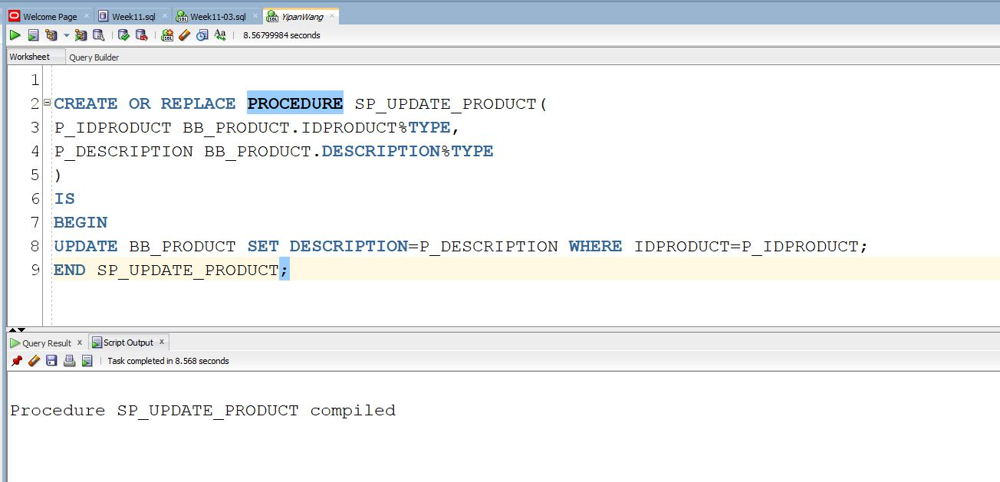 Welcome Page Week11.sql Week11-03.sql YipanWang
8.56799984 seconds
Worksheet Query Builder
1
2 CREATE OR REPLACE PROCEDURE SP_UPDATE_PRODUCT(
3 P_IDPRODUCT BB_PRODUCT.IDPRODUCT%TYPE,
4 P_DESCRIPTION BB_PRODUCT.DESCRIPTION%TYPE
5 )
6 IS
7 BEGIN
8 UPDATE BB_PRODUCT SET DESCRIPTION=P_DESCRIPTION WHERE IDPRODUCT=P_IDPRODUCT;
9 END SP_UPDATE_PRODUCT;
Query Result x Script Output x
Task completed in 8.568 seconds
Procedure SP_UPDATE_PRODUCT compiled